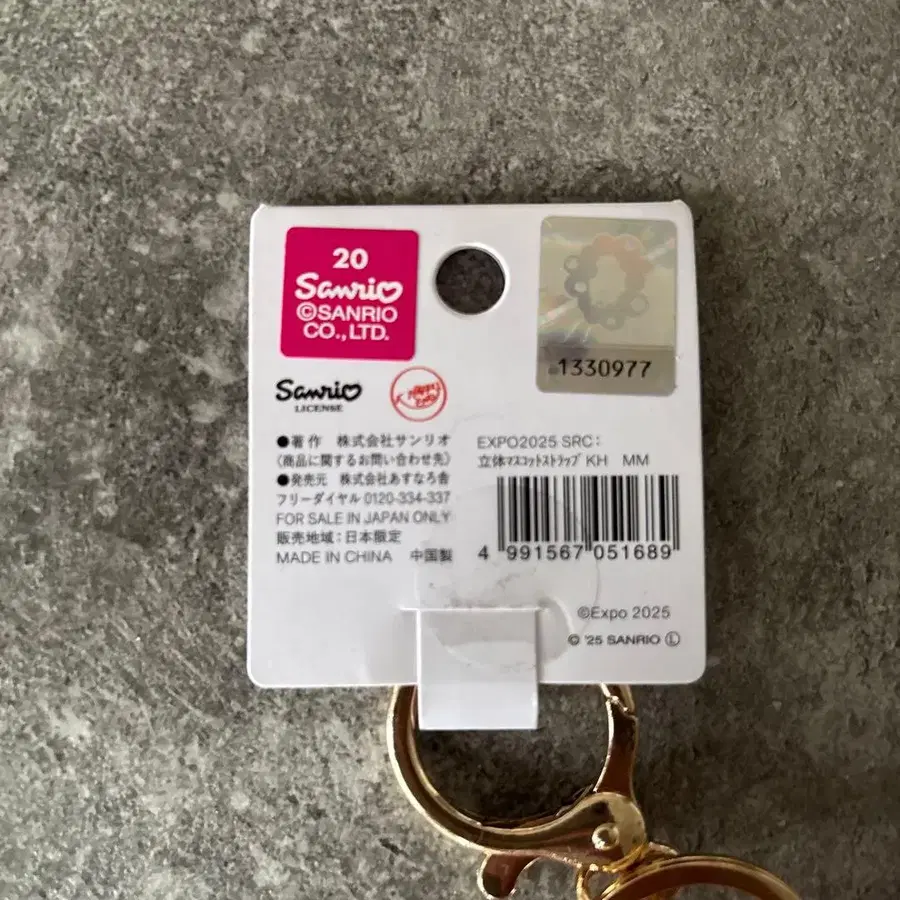 20
Sanrio
©SANRIO
CO.,LTD.
1330977
Sanrio
LICENSE
●著作 株式会社サンリオ
(商品に関するお問い合わせ先)
●発売元 株式会社あすなろ舎
フリーダイヤル 0120-334-337
FOR SALE IN JAPAN ONLY
販売地域:日本限定
MADE IN CHINA 中国製
EXPO2025 SRC:
立体ﾏｽｺｯﾄｽﾄﾗｯﾌﾟ KH MM
4 991567 051689
©Expo 2025
© '25 SANRIO Ⓛ